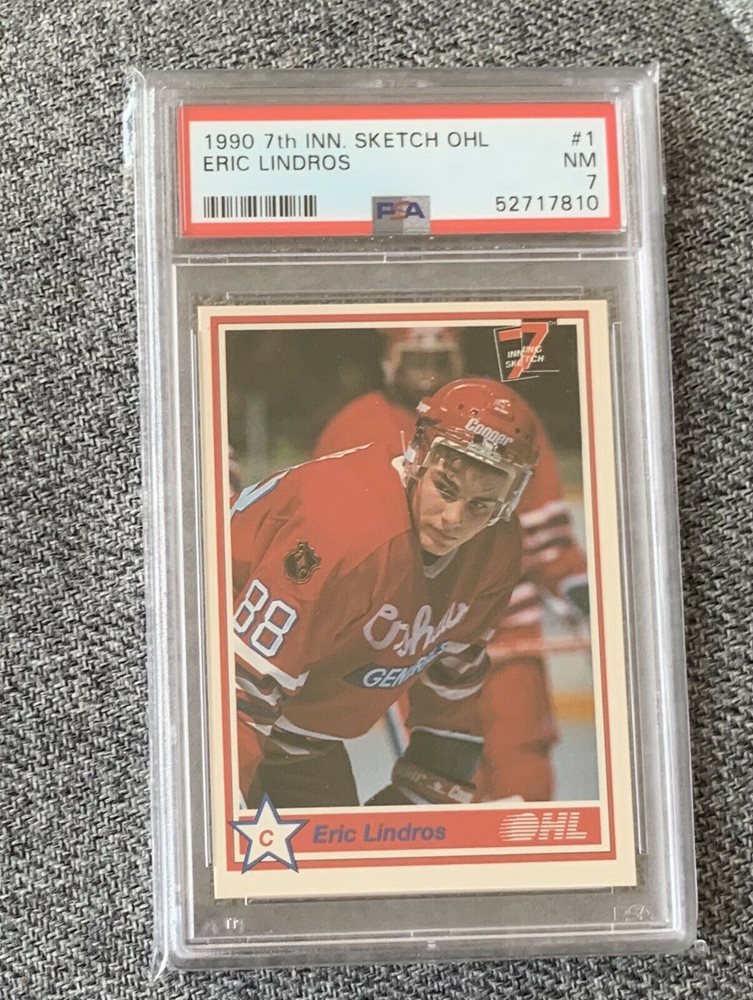 1990 7th INN. SKETCH OHL #1
ERIC LINDROS NM
7
PSA 52717810
7
INNING
SKETCH
Cooper
88
Osha
GENERALS
C Eric Lindros OHL